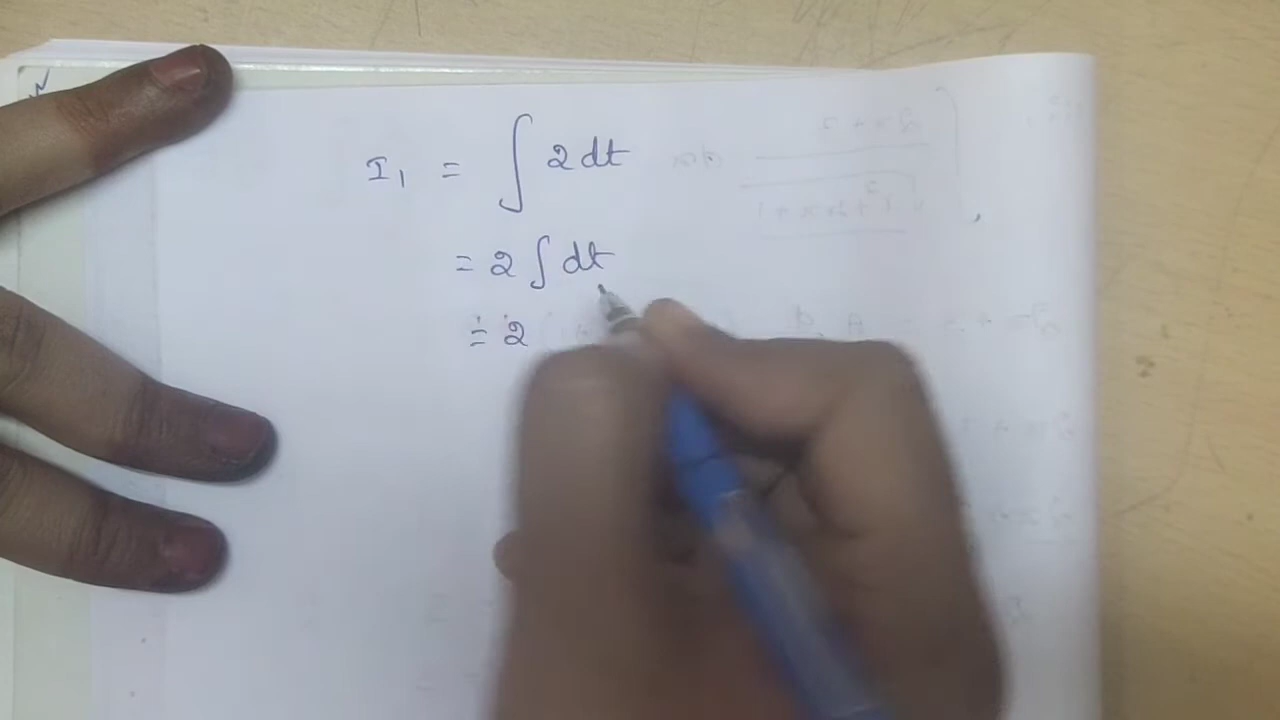 I₁ = ∫ 2 dt
= 2 ∫ dt
= 2